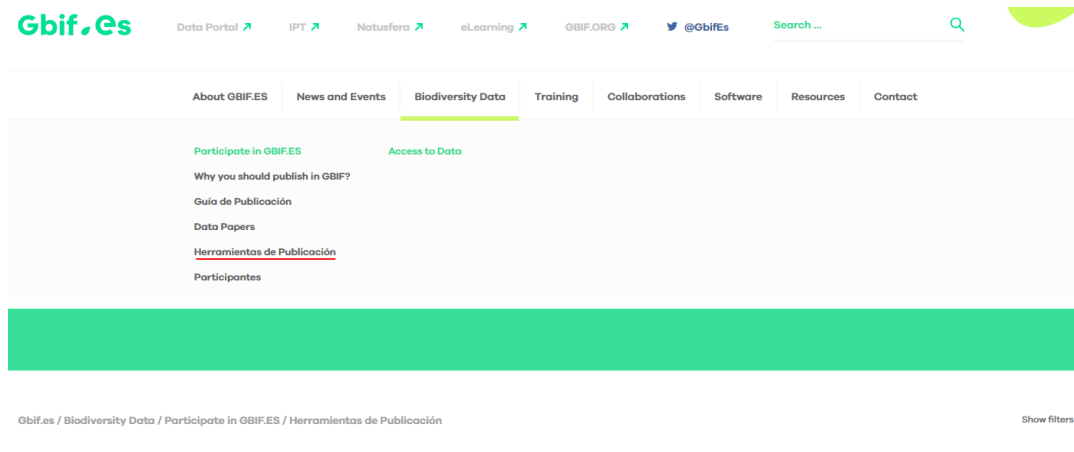 Gbif.es
Data Portal IPT Natusfera eLearning GBIF.ORG @GbifEs Search ...
About GBIF.ES News and Events Biodiversity Data Training Collaborations Software Resources Contact
Participate in GBIF.ES Access to Data
Why you should publish in GBIF?
Guía de Publicación
Data Papers
Herramientas de Publicación
Participantes
Gbif.es / Biodiversity Data / Participate in GBIF.ES / Herramientas de Publicación Show filters